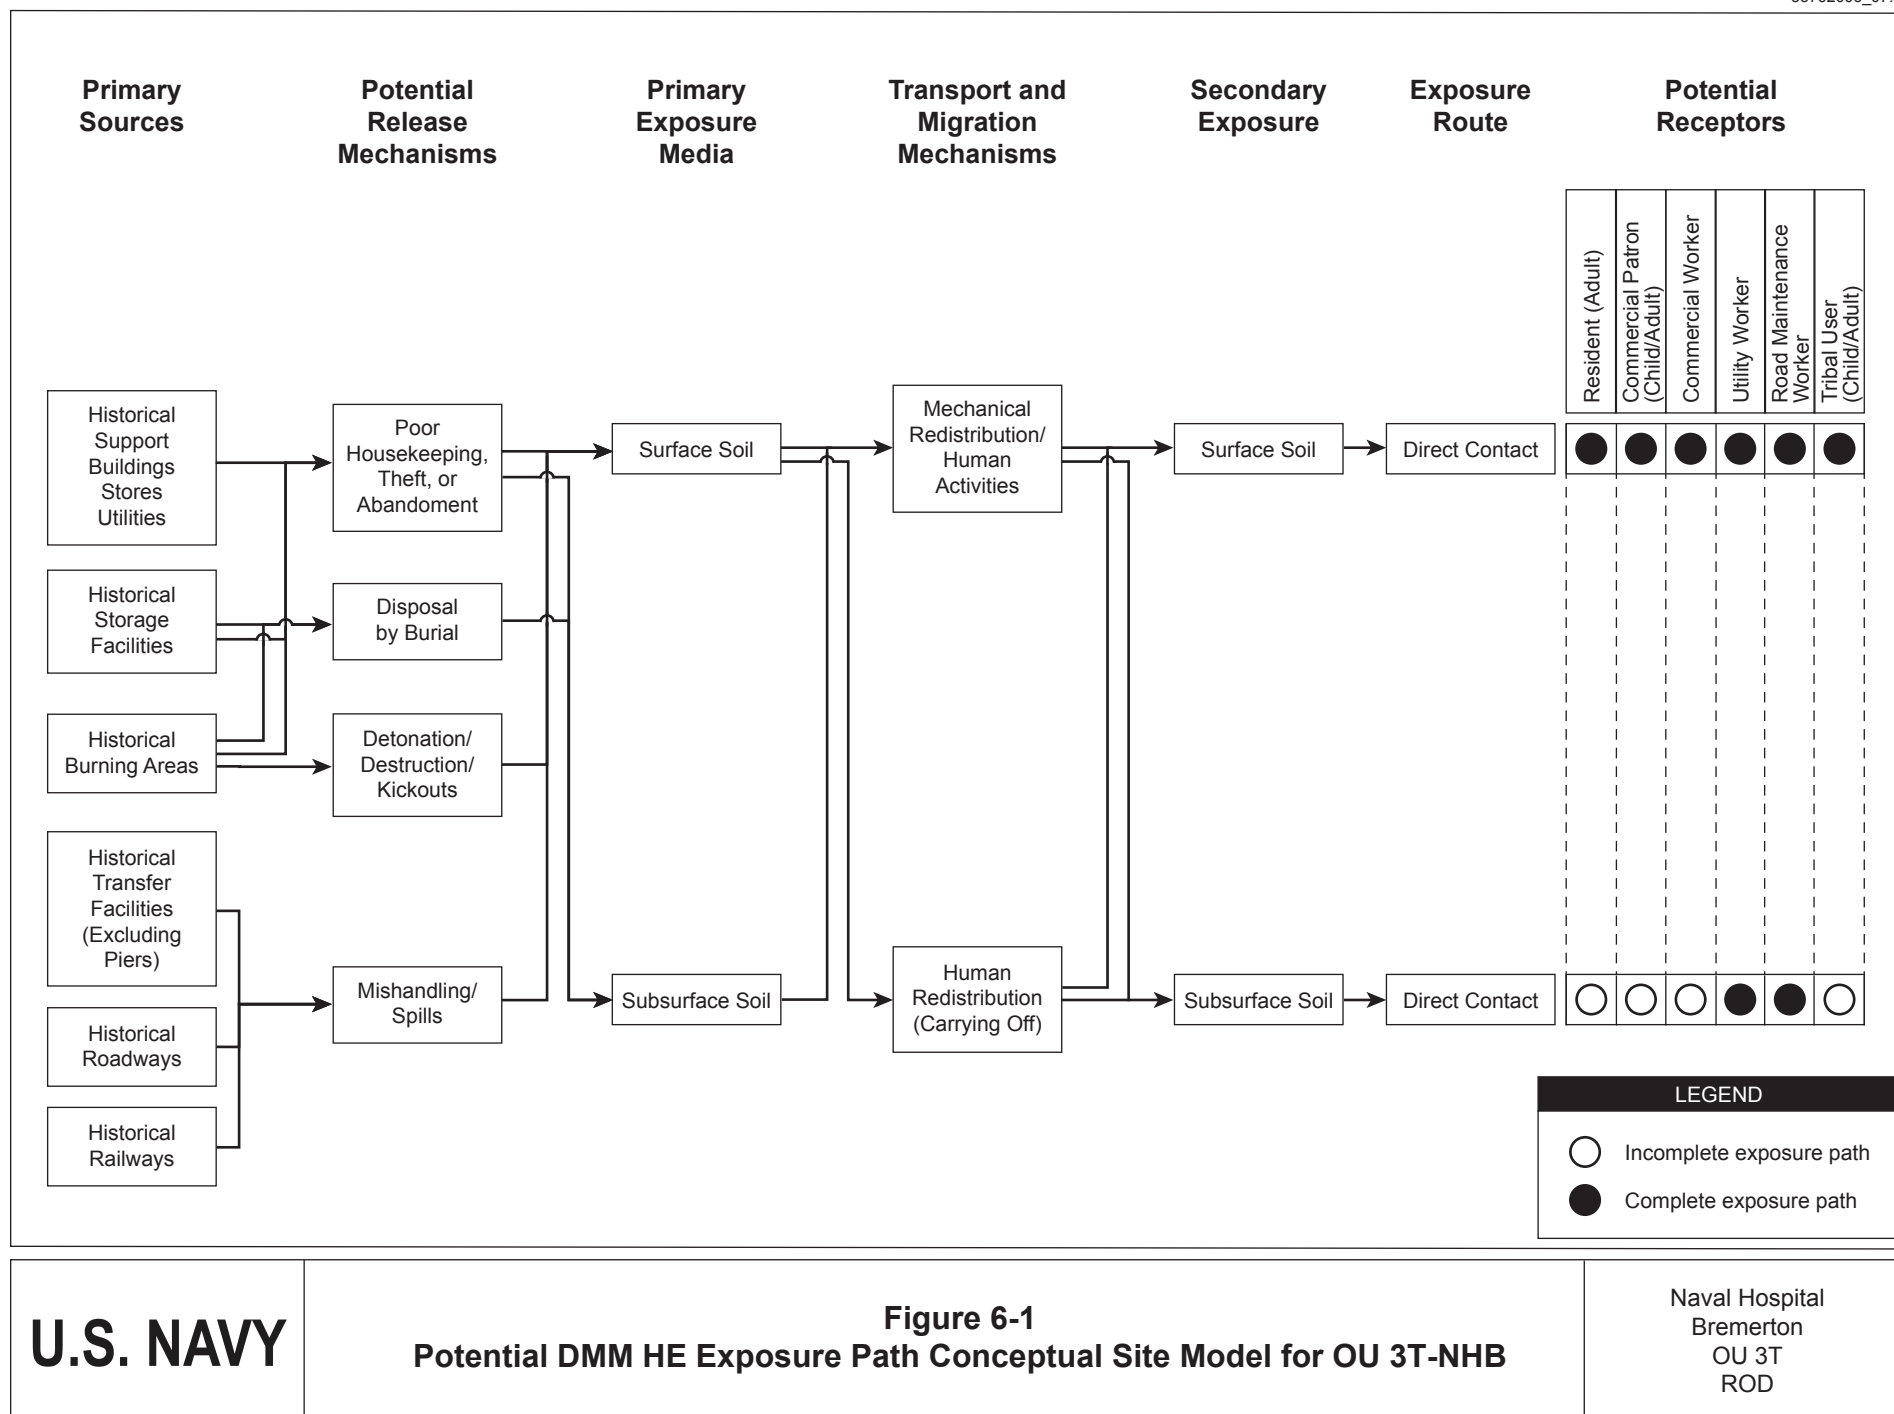 Primary
Sources
Potential
Release
Mechanisms
Primary
Exposure
Media
Transport and
Migration
Mechanisms
Secondary
Exposure
Exposure
Route
Potential
Receptors
Resident (Adult)
Commercial Patron
(Child/Adult)
Commercial Worker
Utility Worker
Road Maintenance
Worker
Tribal User
(Child/Adult)
Historical
Support
Buildings
Stores
Utilities
Poor
Housekeeping,
Theft, or
Abandoment
Surface Soil
Mechanical
Redistribution/
Human
Activities
Surface Soil
Direct Contact
Historical
Storage
Facilities
Disposal
by Burial
Historical
Burning Areas
Detonation/
Destruction/
Kickouts
Historical
Transfer
Facilities
(Excluding
Piers)
Mishandling/
Spills
Subsurface Soil
Human
Redistribution
(Carrying Off)
Subsurface Soil
Direct Contact
Historical
Roadways
Historical
Railways
LEGEND
Incomplete exposure path
Complete exposure path
U.S. NAVY
Figure 6-1
Potential DMM HE Exposure Path Conceptual Site Model for OU 3T-NHB
Naval Hospital
Bremerton
OU 3T
ROD